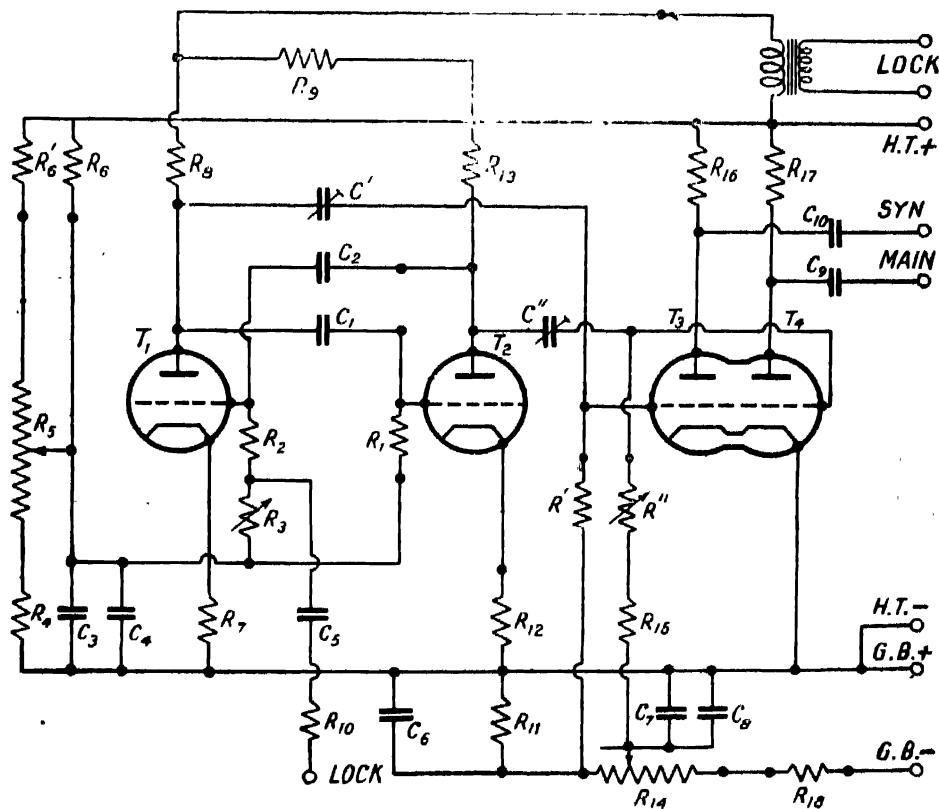 LOCK
R9
H.T.+
R6' R6 R8 R13 R16 R17
C'
C10 SYN
C2 C9 MAIN
C1 C"
T1 T2 T3 T4
R5 R2 R1
R3 R' R"
R4 C3 C4 R7 C5 R12 R15
H.T.-
G.B.+
R10 C6 R11 C7 C8
LOCK G.B.-
R14 R18